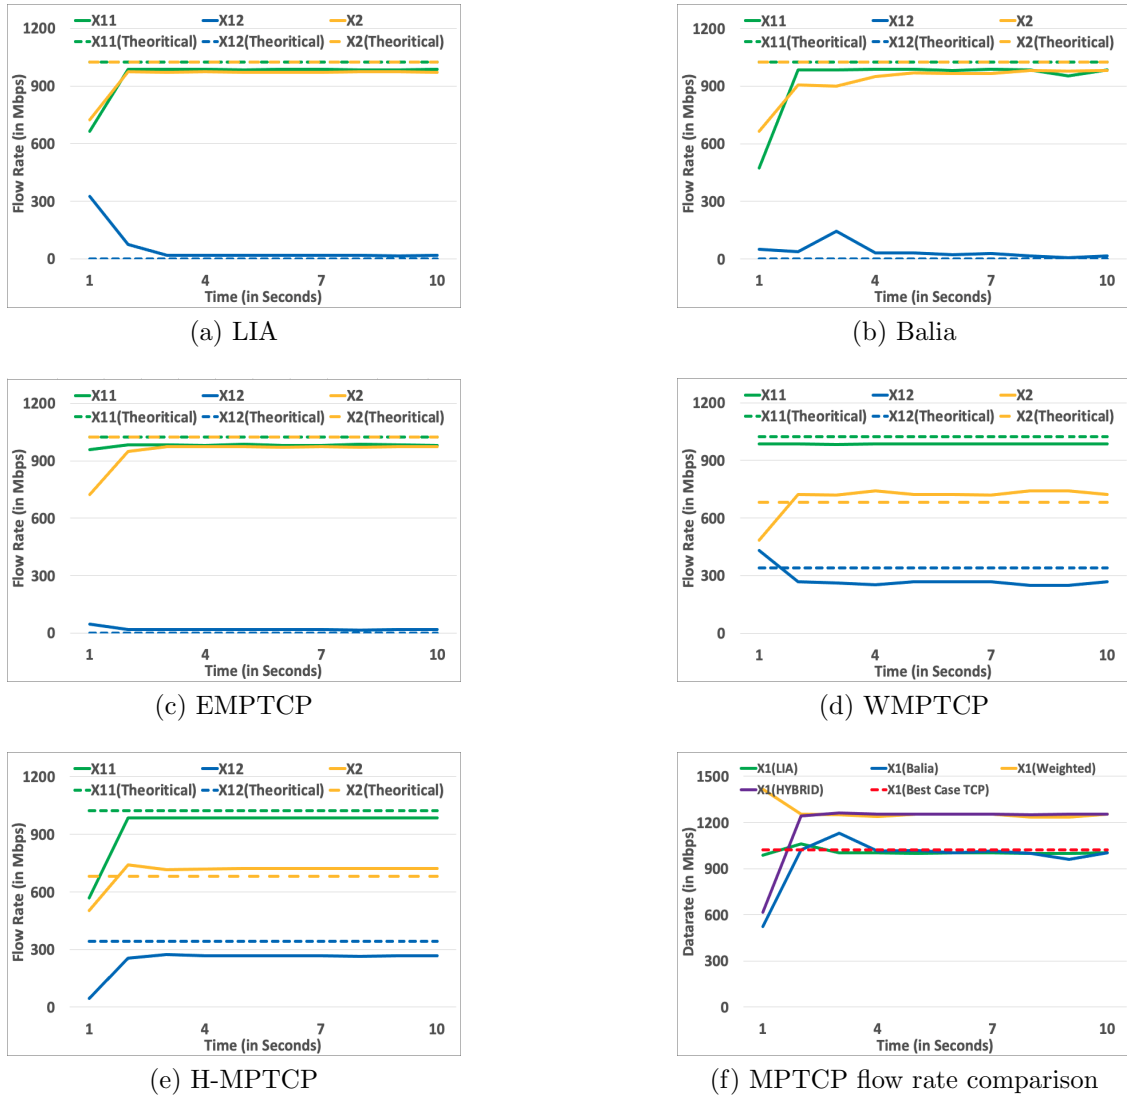 X11 X12 X2
X11(Theoritical) X12(Theoritical) X2(Theoritical)
1200
900
600
300
0
Flow Rate (in Mbps)
1 4 7 10
Time (in Seconds)
(a) LIA
X11 X12 X2
X11(Theoritical) X12(Theoritical) X2(Theoritical)
1200
900
600
300
0
Flow Rate (in Mbps)
1 4 7 10
Time (in Seconds)
(b) Balia
X11 X12 X2
X11(Theoritical) X12(Theoritical) X2(Theoritical)
1200
900
600
300
0
Flow Rate (in Mbps)
1 4 7 10
Time (in Seconds)
(c) EMPTCP
X11 X12 X2
X11(Theoritical) X12(Theoritical) X2(Theoritical)
1200
900
600
300
0
Flow Rate (in Mbps)
1 4 7 10
Time (in Seconds)
(d) WMPTCP
X11 X12 X2
X11(Theoritical) X12(Theoritical) X2(Theoritical)
1200
900
600
300
0
Flow Rate (in Mbps)
1 4 7 10
Time (in Seconds)
(e) H-MPTCP
X1(LIA) X1(Balia) X1(Weighted)
X1(HYBRID) X1(Best Case TCP)
1500
1200
900
600
300
0
Datarate (in Mbps)
1 4 7 10
Time (in Seconds)
(f) MPTCP flow rate comparison